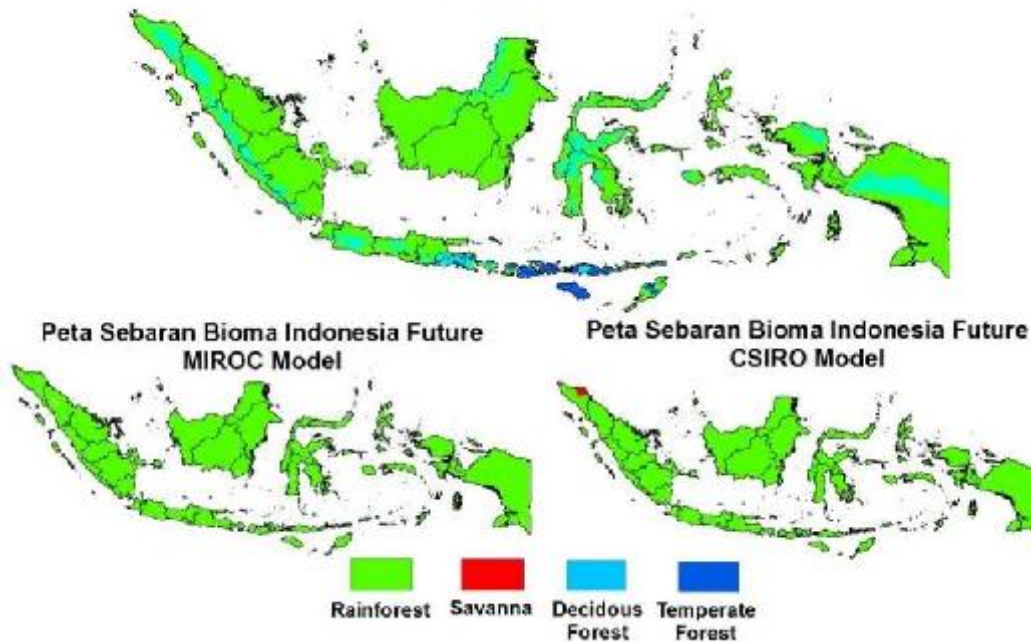 Peta Sebaran Bioma Indonesia Future
MIROC Model
Peta Sebaran Bioma Indonesia Future
CSIRO Model
Rainforest
Savanna
Decidous
Forest
Temperate
Forest